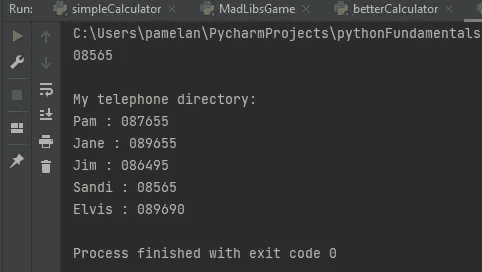 Run: simpleCalculator MadLibsGame betterCalculator
C:\Users\pamelan\PycharmProjects\pythonFundamentals
08565
My telephone directory:
Pam : 087655
Jane : 089655
Jim : 086495
Sandi : 08565
Elvis : 089690
Process finished with exit code 0